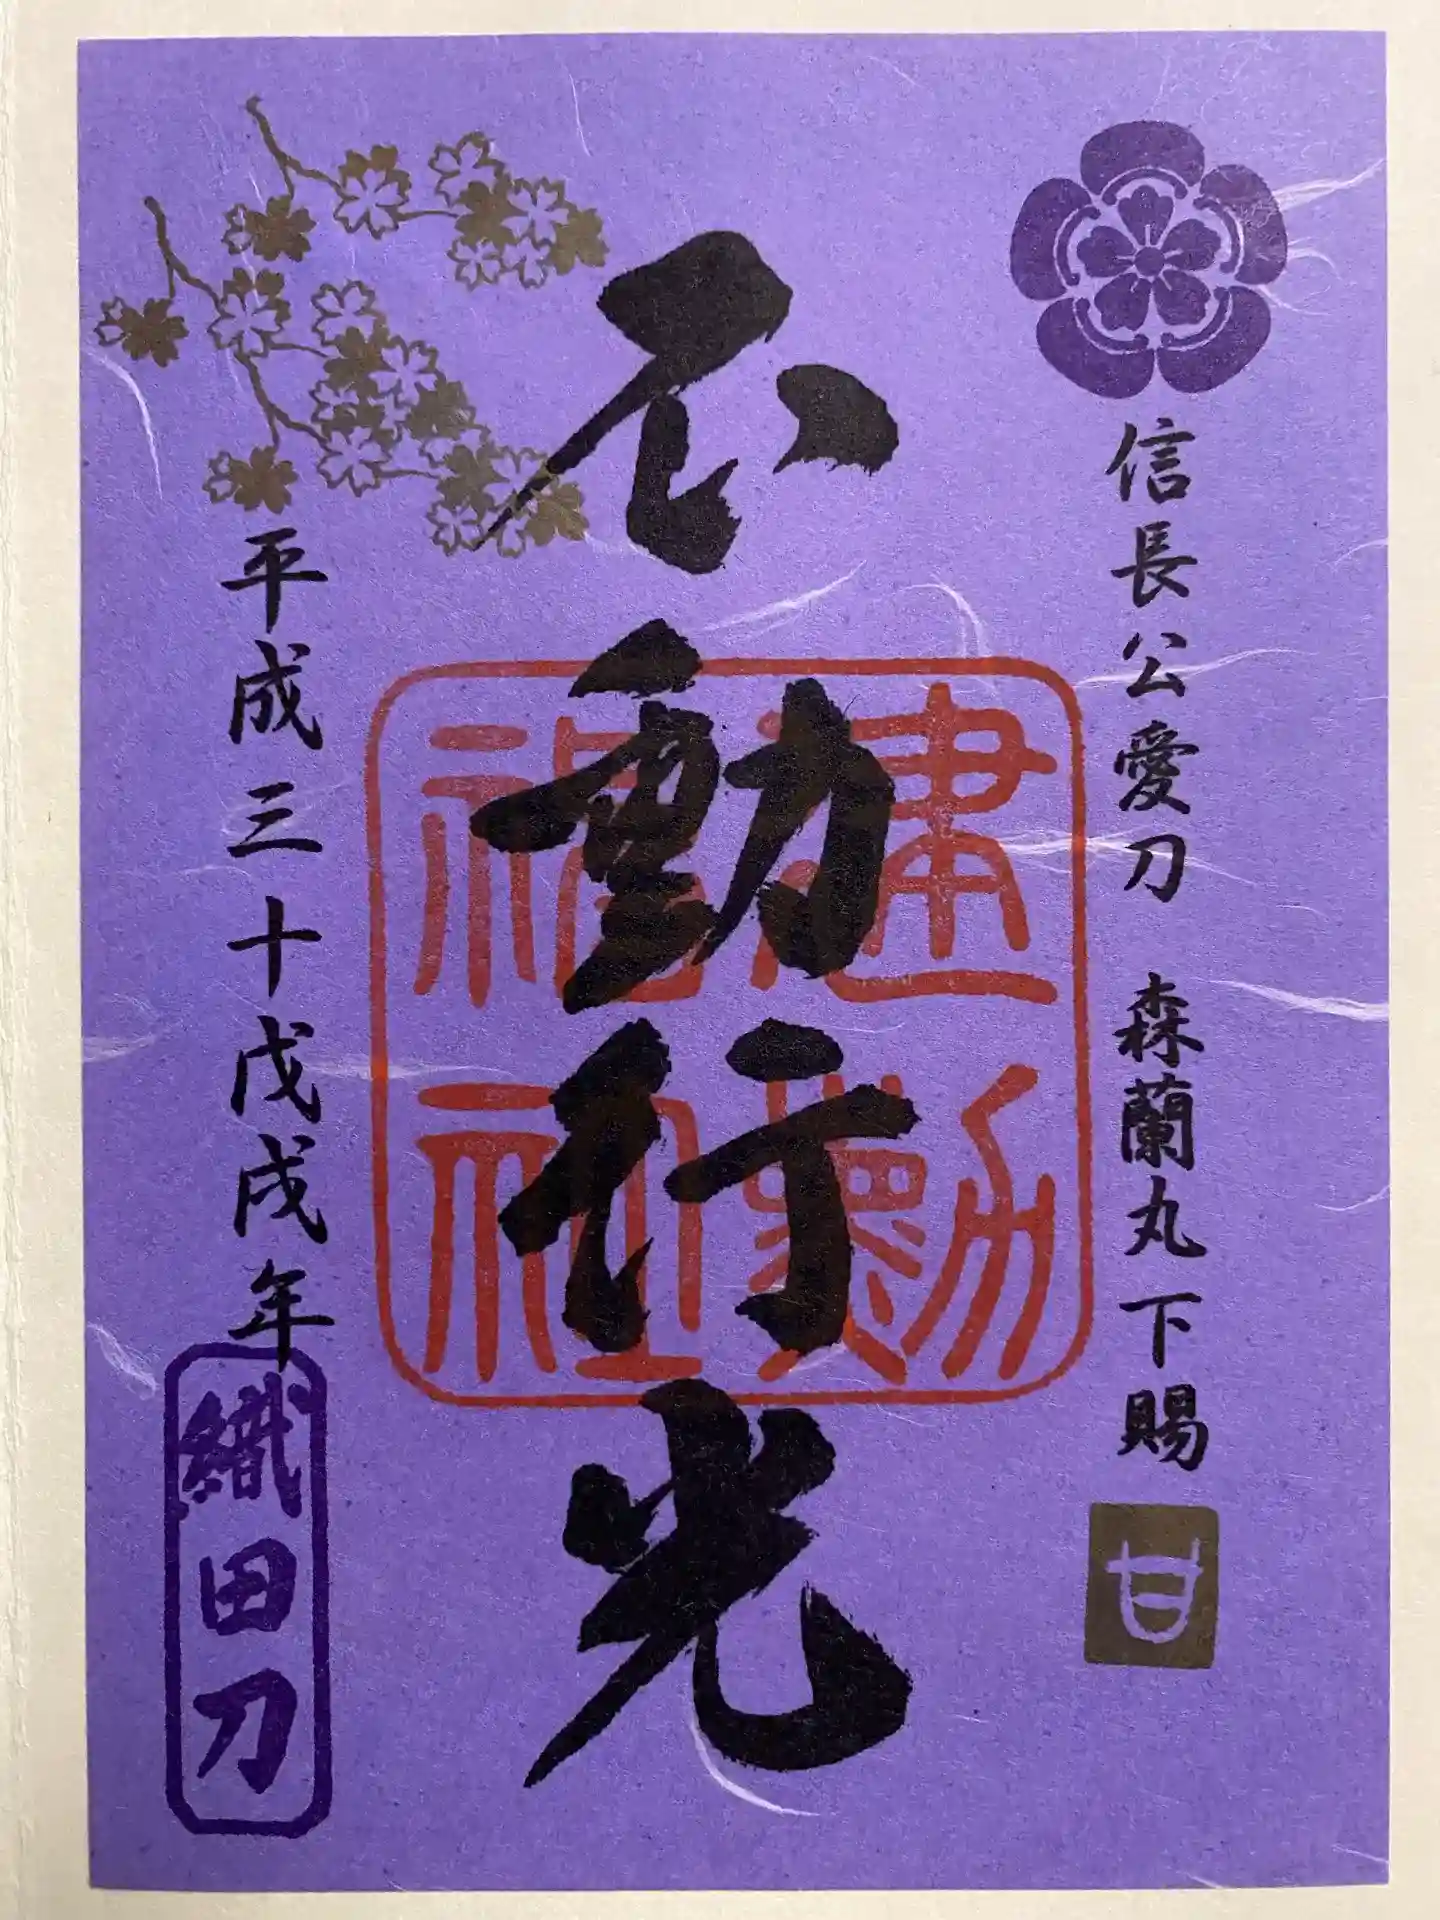 信長公愛刀　森蘭丸下賜
不動行光
建勲神社
平成三十戊戌年
織田刀